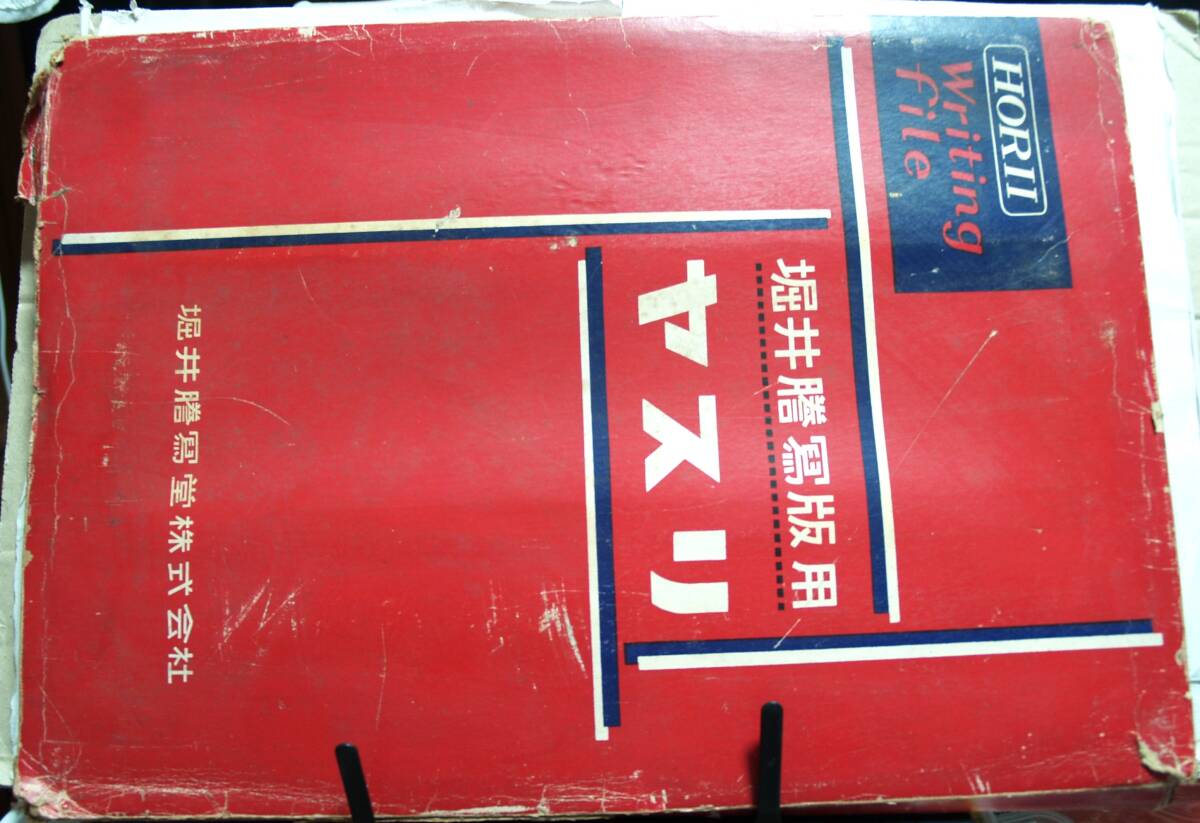 HORII
Writing
file
堀井謄寫版用
ヤスリ
堀井謄寫堂株式会社